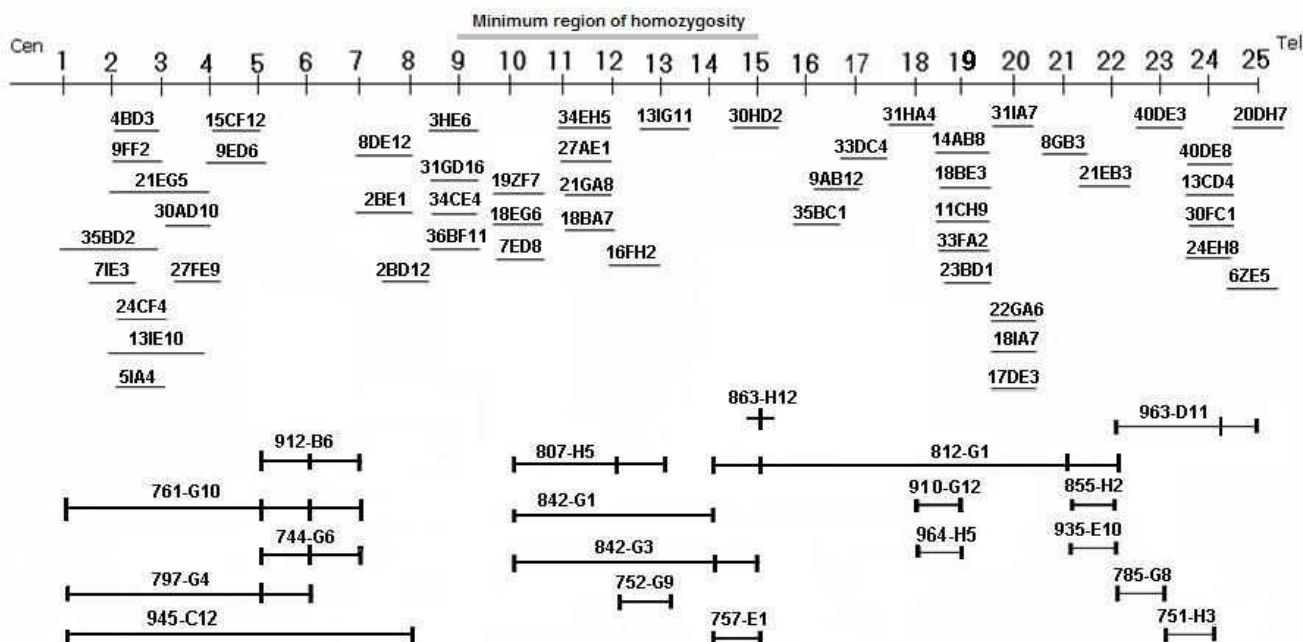 Minimum region of homozygosity
Cen Tel
1 2 3 4 5 6 7 8 9 10 11 12 13 14 15 16 17 18 19 20 21 22 23 24 25
4BD3 15CF12 3HE6 34EH5 13IG11 30HD2 31HA4 31IA7 40DE3 20DH7
9FF2 9ED6 8DE12 27AE1 33DC4 14AB8 8GB3 40DE8
21EG5 31GD16 19ZF7 21GA8 9AB12 18BE3 21EB3 13CD4
30AD10 2BE1 34CE4 18EG6 18BA7 35BC1 11CH9 30FC1
35BD2 36BF11 7ED8 16FH2 33FA2 24EH8
7IE3 27FE9 2BD12 23BD1 6ZE5
24CF4 22GA6
13IE10 18IA7
5IA4 17DE3
863-H12 963-D11
912-B6 807-H5 812-G1
761-G10 842-G1 910-G12 855-H2
744-G6 842-G3 964-H5 935-E10
797-G4 752-G9 785-G8
945-C12 757-E1 751-H3